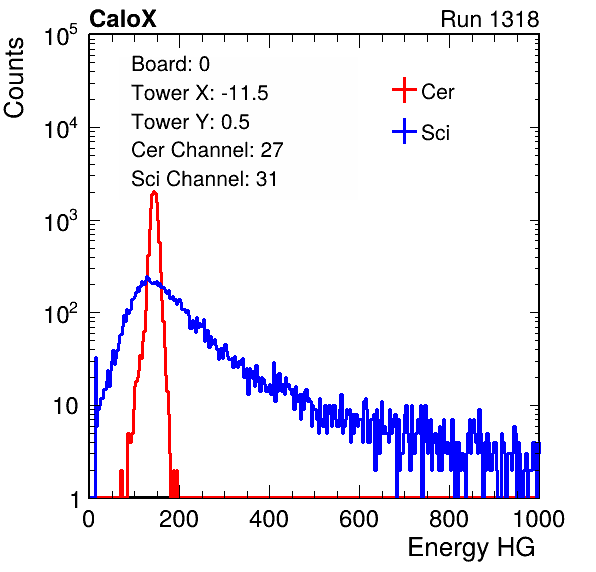 CaloX Run 1318
Counts
Board: 0
Tower X: -11.5
Tower Y: 0.5
Cer Channel: 27
Sci Channel: 31
Cer
Sci
10^5
10^4
10^3
10^2
10
1
0 200 400 600 800 1000
Energy HG